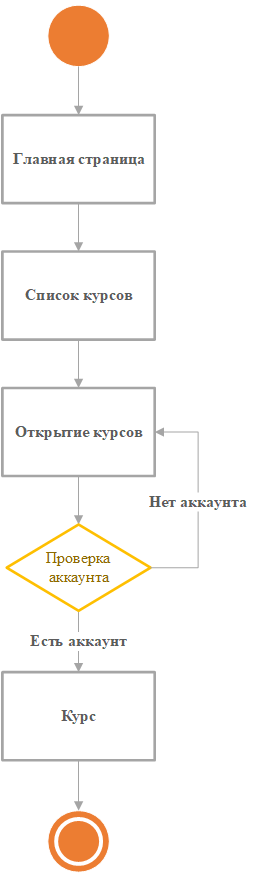 Главная страница
Список курсов
Открытие курсов
Нет аккаунта
Проверка
аккаунта
Есть аккаунт
Курс